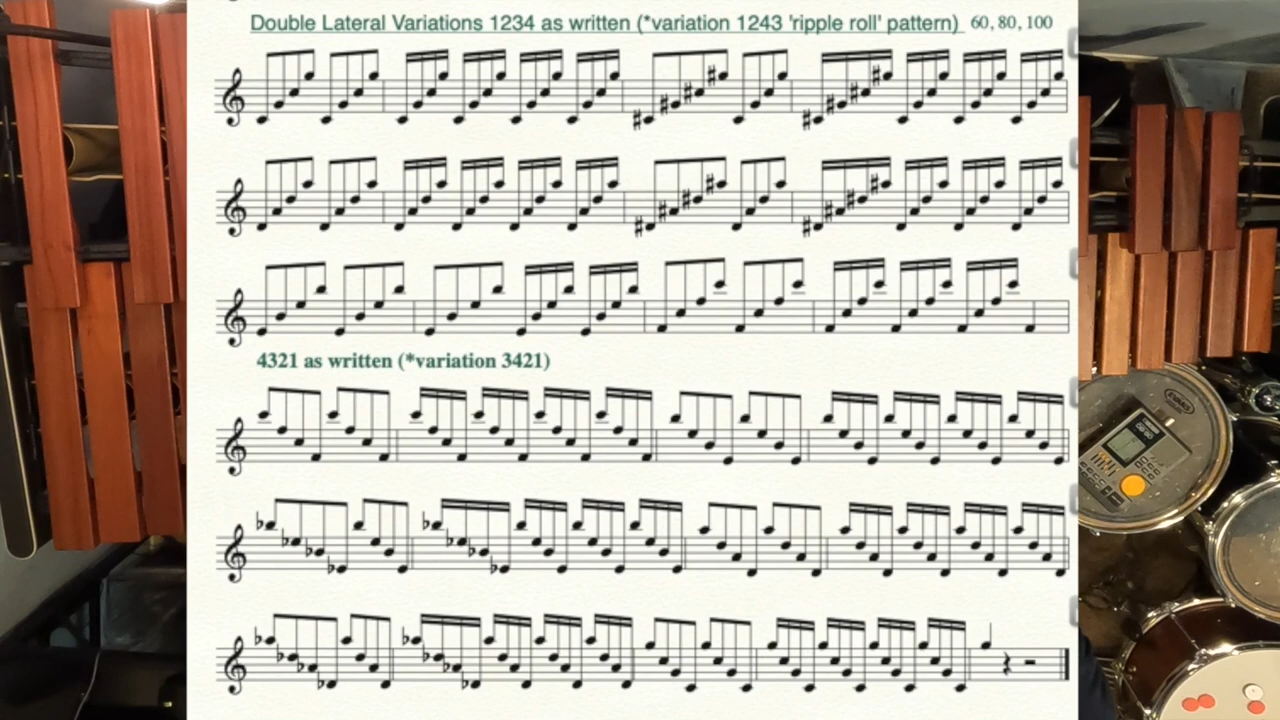 Double Lateral Variations 1234 as written (*variation 1243 'ripple roll' pattern) 60, 80, 100
4321 as written (*variation 3421)
EVANS